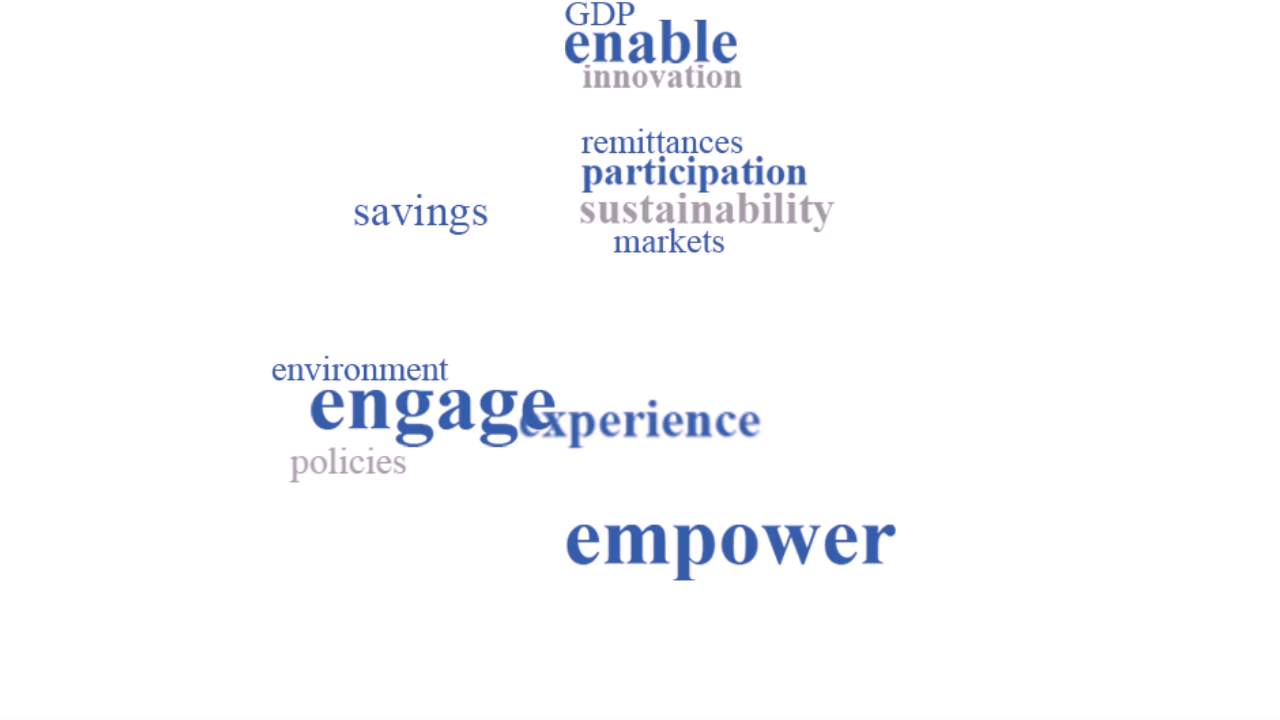 GDP
enable
innovation
remittances
participation
savings
sustainability
markets
environment
engage
experience
policies
empower